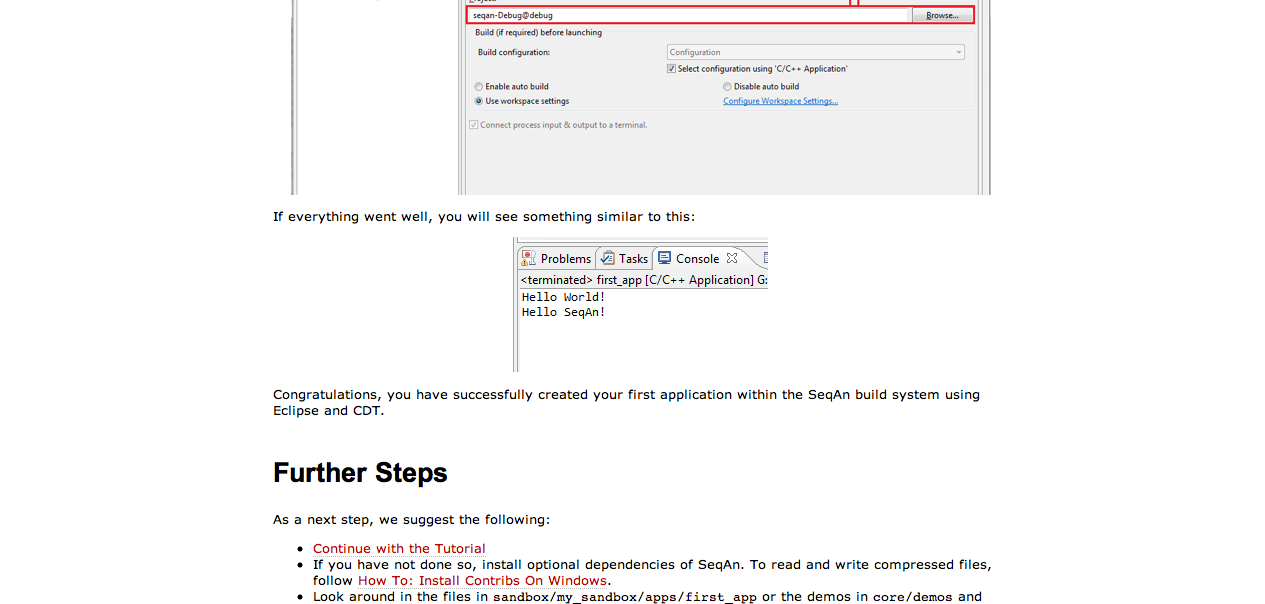 seqan-Debug@debug
Browse...
Build (if required) before launching
Build configuration:
Configuration
Select configuration using 'C/C++ Application'
Enable auto build
Disable auto build
Use workspace settings
Configure Workspace Settings...
Connect process input & output to a terminal.
If everything went well, you will see something similar to this:
Problems Tasks Console
<terminated> first_app [C/C++ Application] G:
Hello World!
Hello SeqAn!
Congratulations, you have successfully created your first application within the SeqAn build system using
Eclipse and CDT.
Further Steps
As a next step, we suggest the following:
• Continue with the Tutorial
• If you have not done so, install optional dependencies of SeqAn. To read and write compressed files,
follow How To: Install Contribs On Windows.
• Look around in the files in sandbox/my_sandbox/apps/first_app or the demos in core/demos and